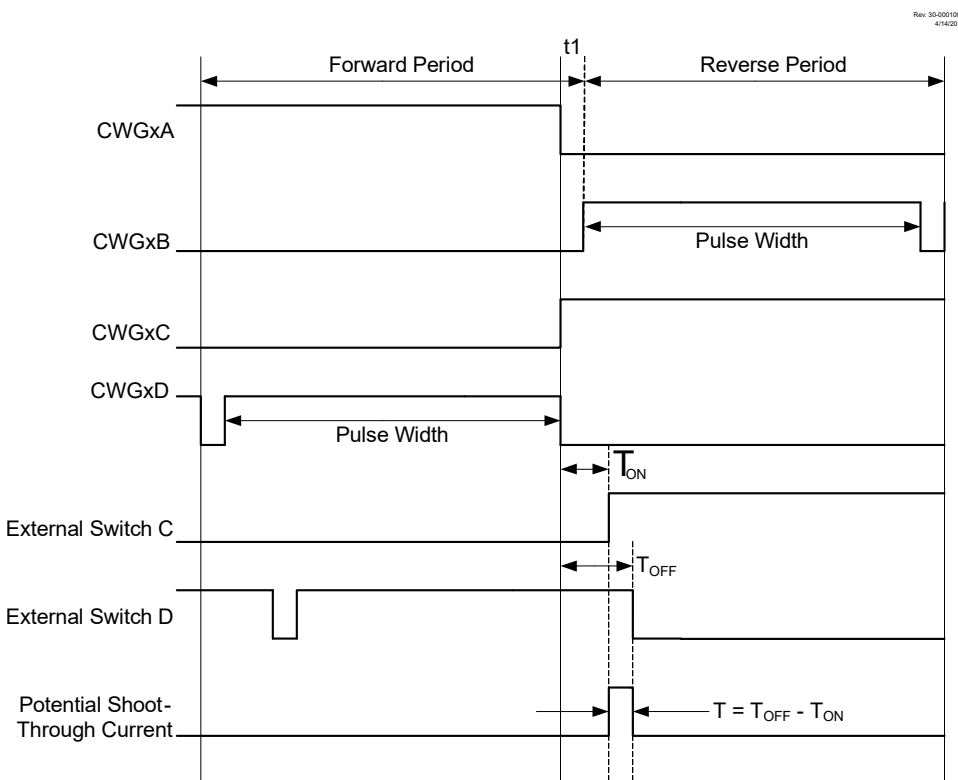 Rev. 30-00010
4/14/20
t1
Forward Period
Reverse Period
CWGxA
CWGxB
Pulse Width
CWGxC
CWGxD
Pulse Width
TON
External Switch C
TOFF
External Switch D
Potential Shoot-
Through Current
T = TOFF - TON